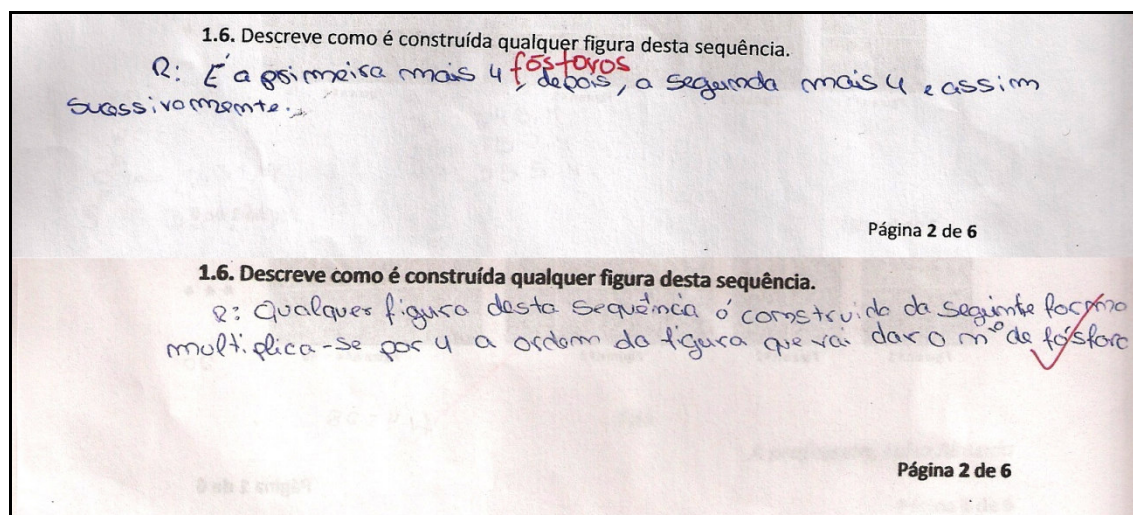 1.6. Descreve como é construída qualquer figura desta sequência.
R: É a primeira mais 4 fósforos, depois, a segunda mais 4 e assim
sucessivamente.
Página 2 de 6
1.6. Descreve como é construída qualquer figura desta sequência.
R: Qualquer figura desta sequência é construida da seguinte forma
multiplica-se por 4 a ordem da figura que vai dar o nº de fósforo
Página 2 de 6